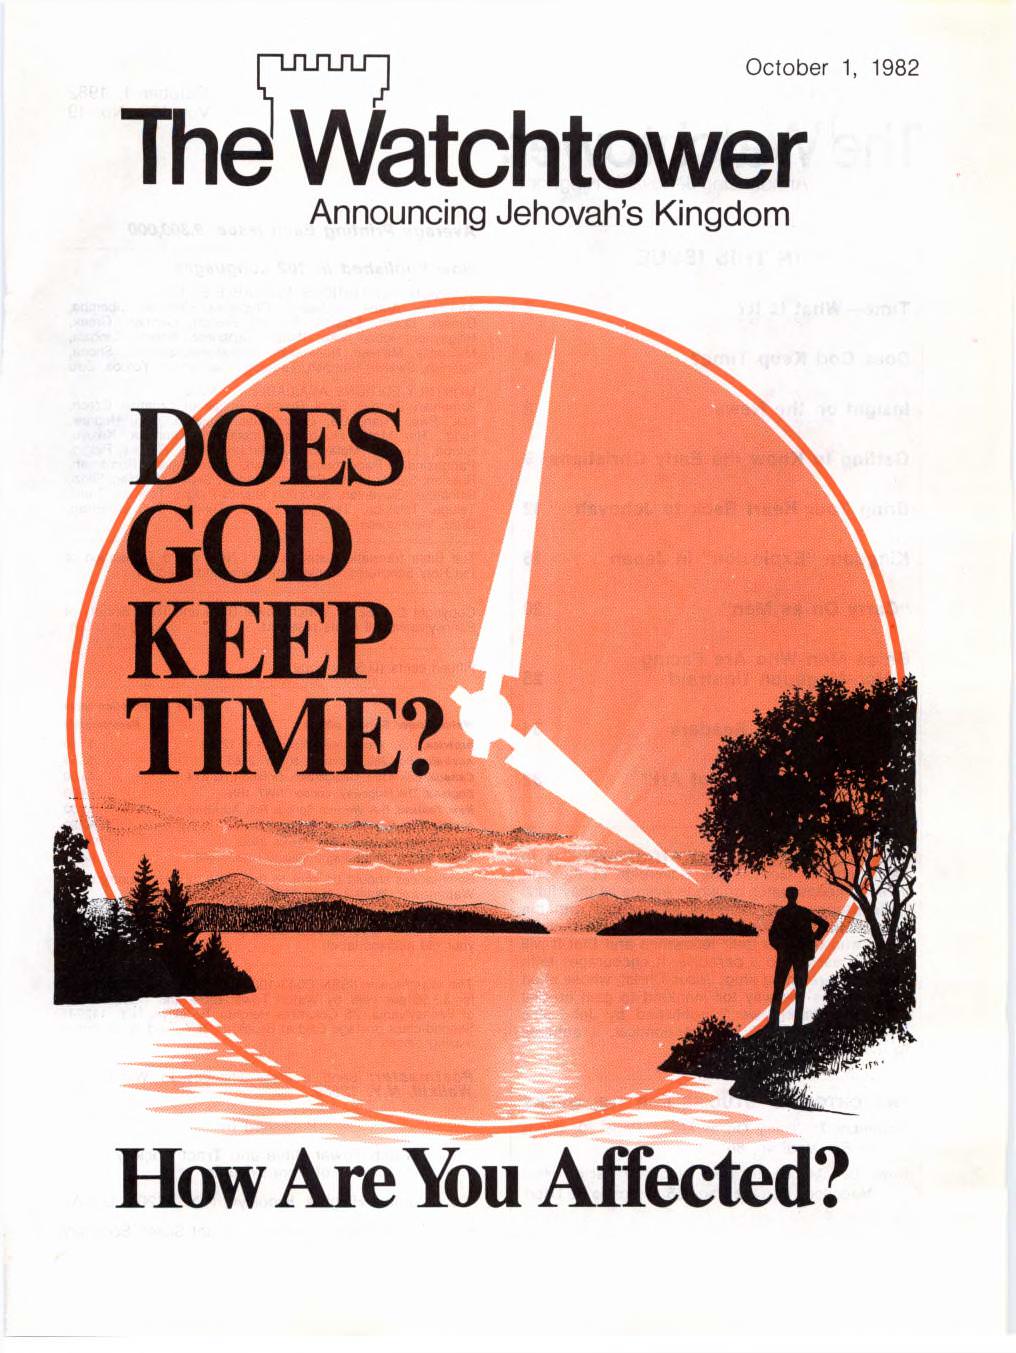 October 1, 1982
The Watchtower
Announcing Jehovah's Kingdom
DOES
GOD
KEEP
TIME?
How Are You Affected?